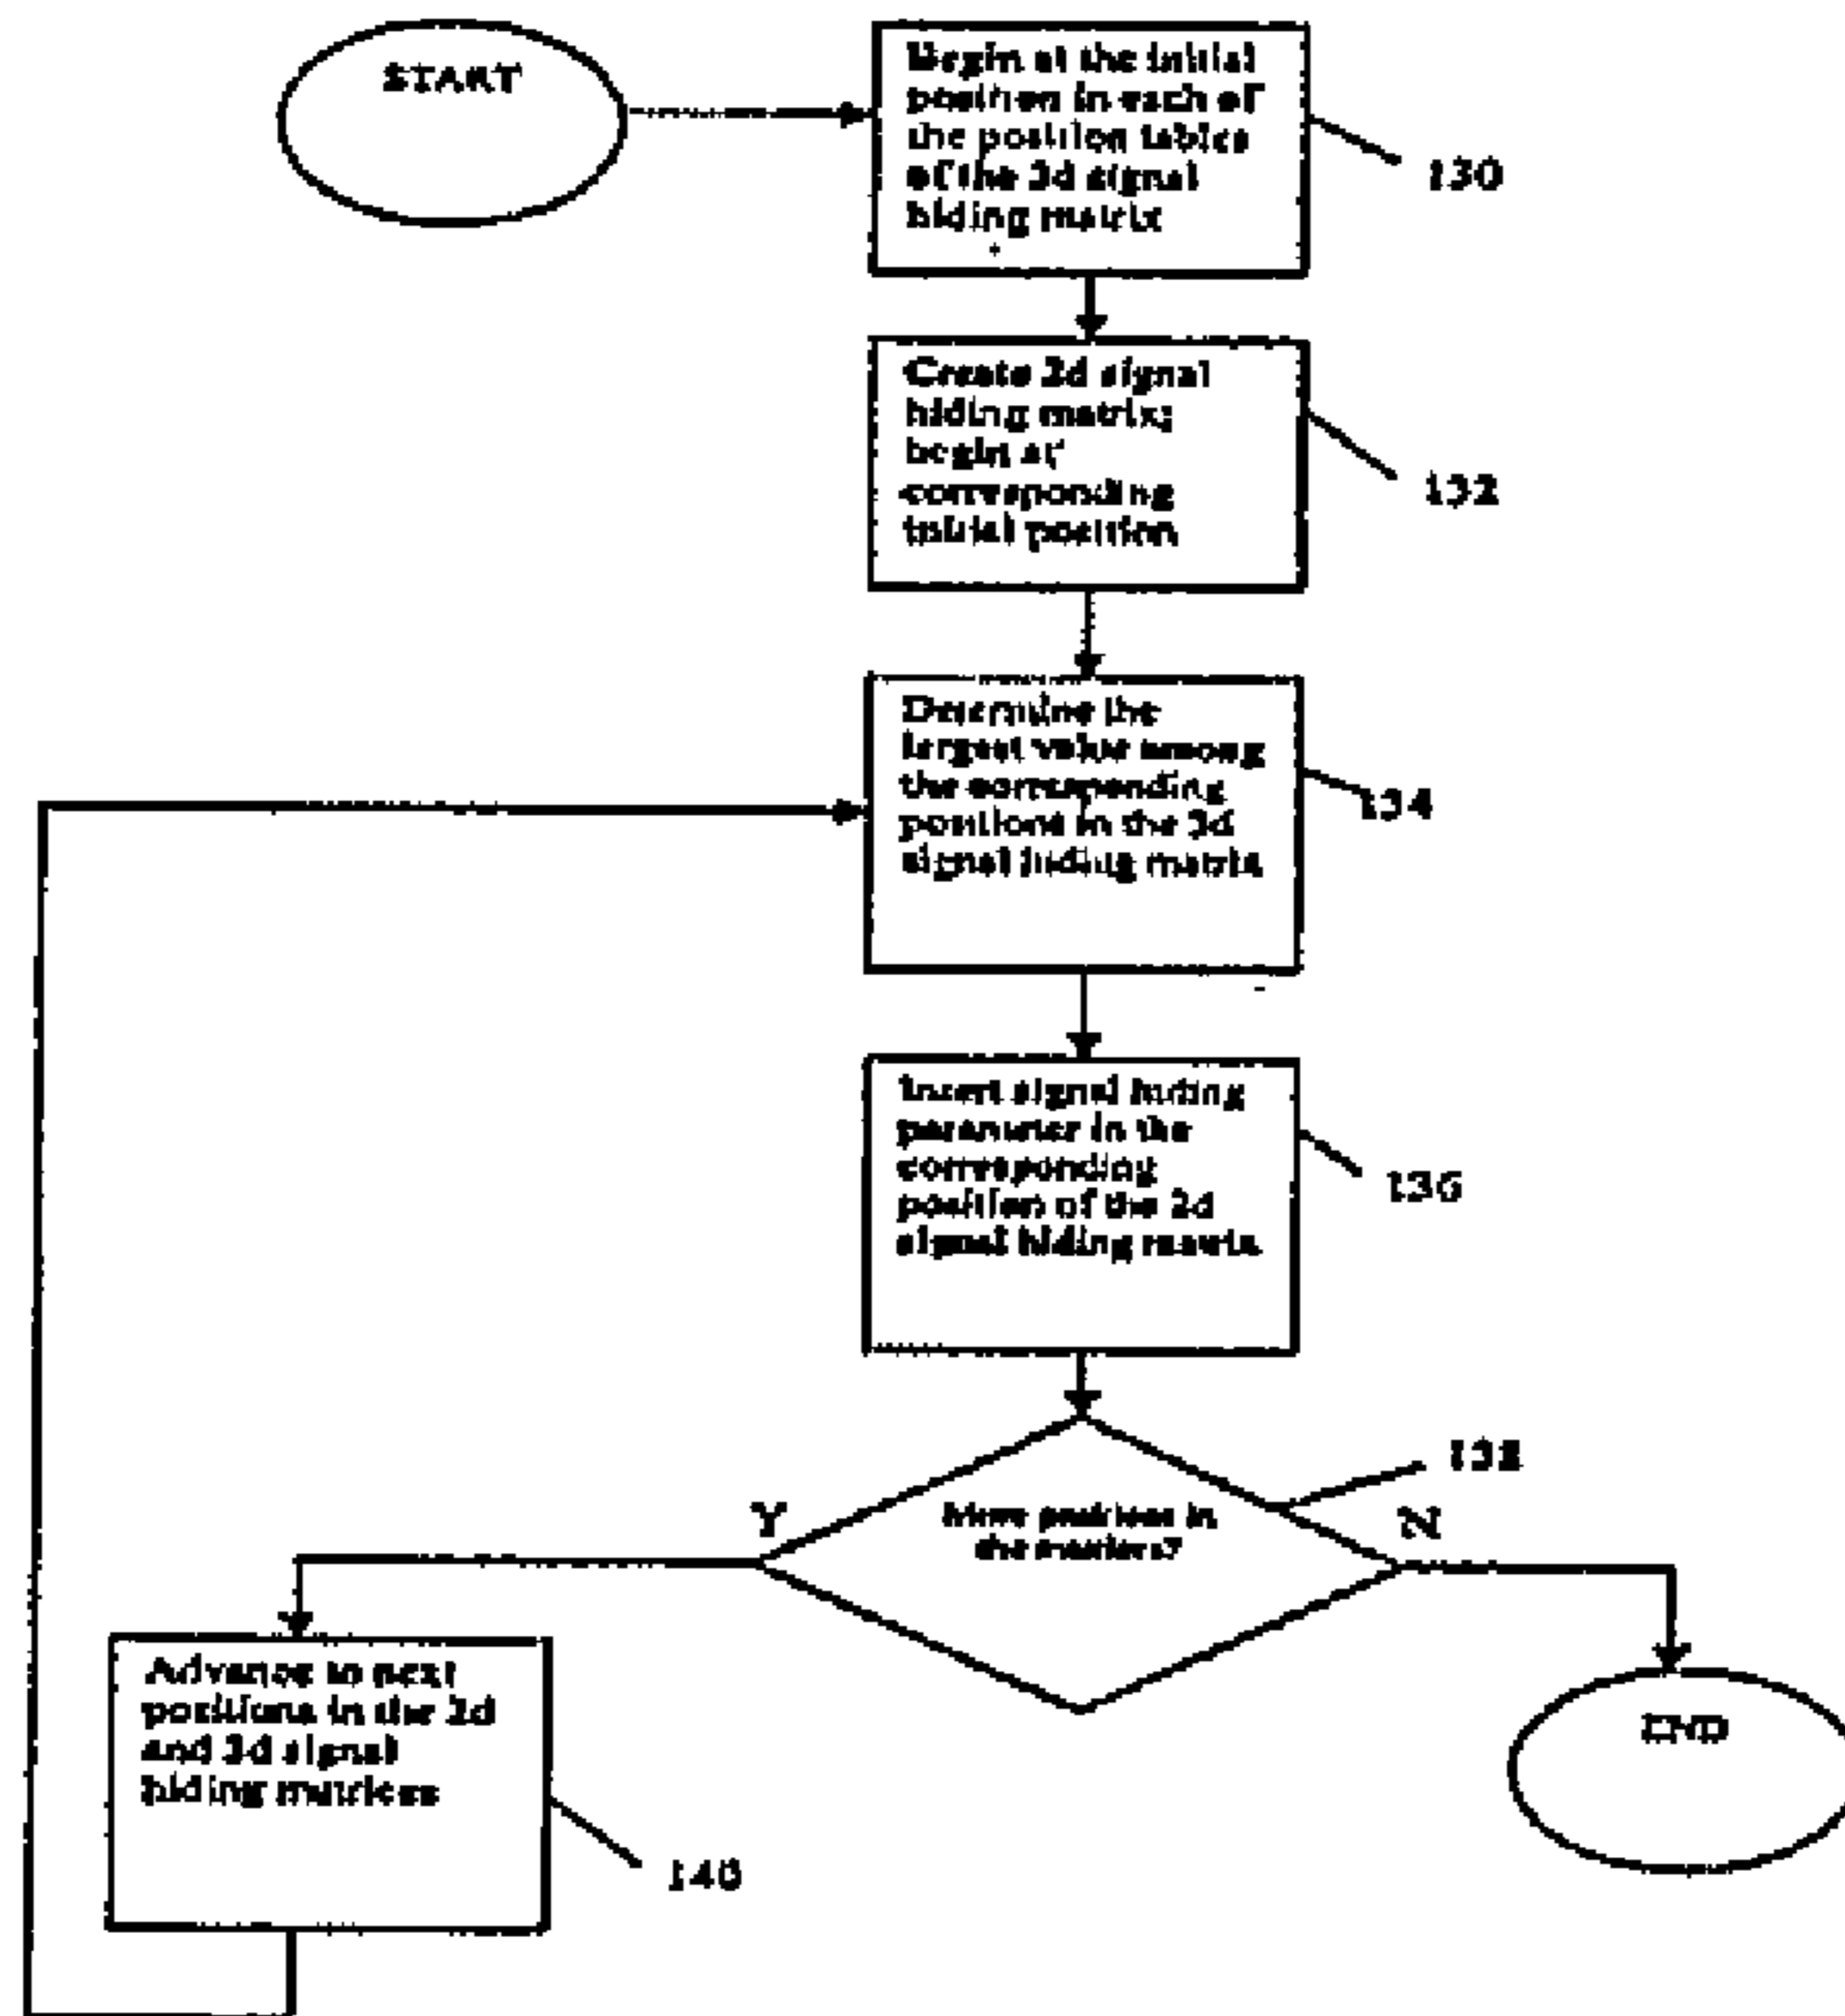 START
Begin at the initial
position in each of
the position tables
of the 3d signal
hiding matrix
130
Create 2d signal
hiding matrix;
begin at
corresponding
initial position
132
Determine the
largest value among
the corresponding
positions in the 3d
signal hiding matrix
134
Insert signal hiding
parameter in the
corresponding
position of the 2d
signal hiding matrix
136
138
Y
More positions in
the matrices?
N
Advance to next
positions in the 2d
and 3d signal
hiding matrices
END
140